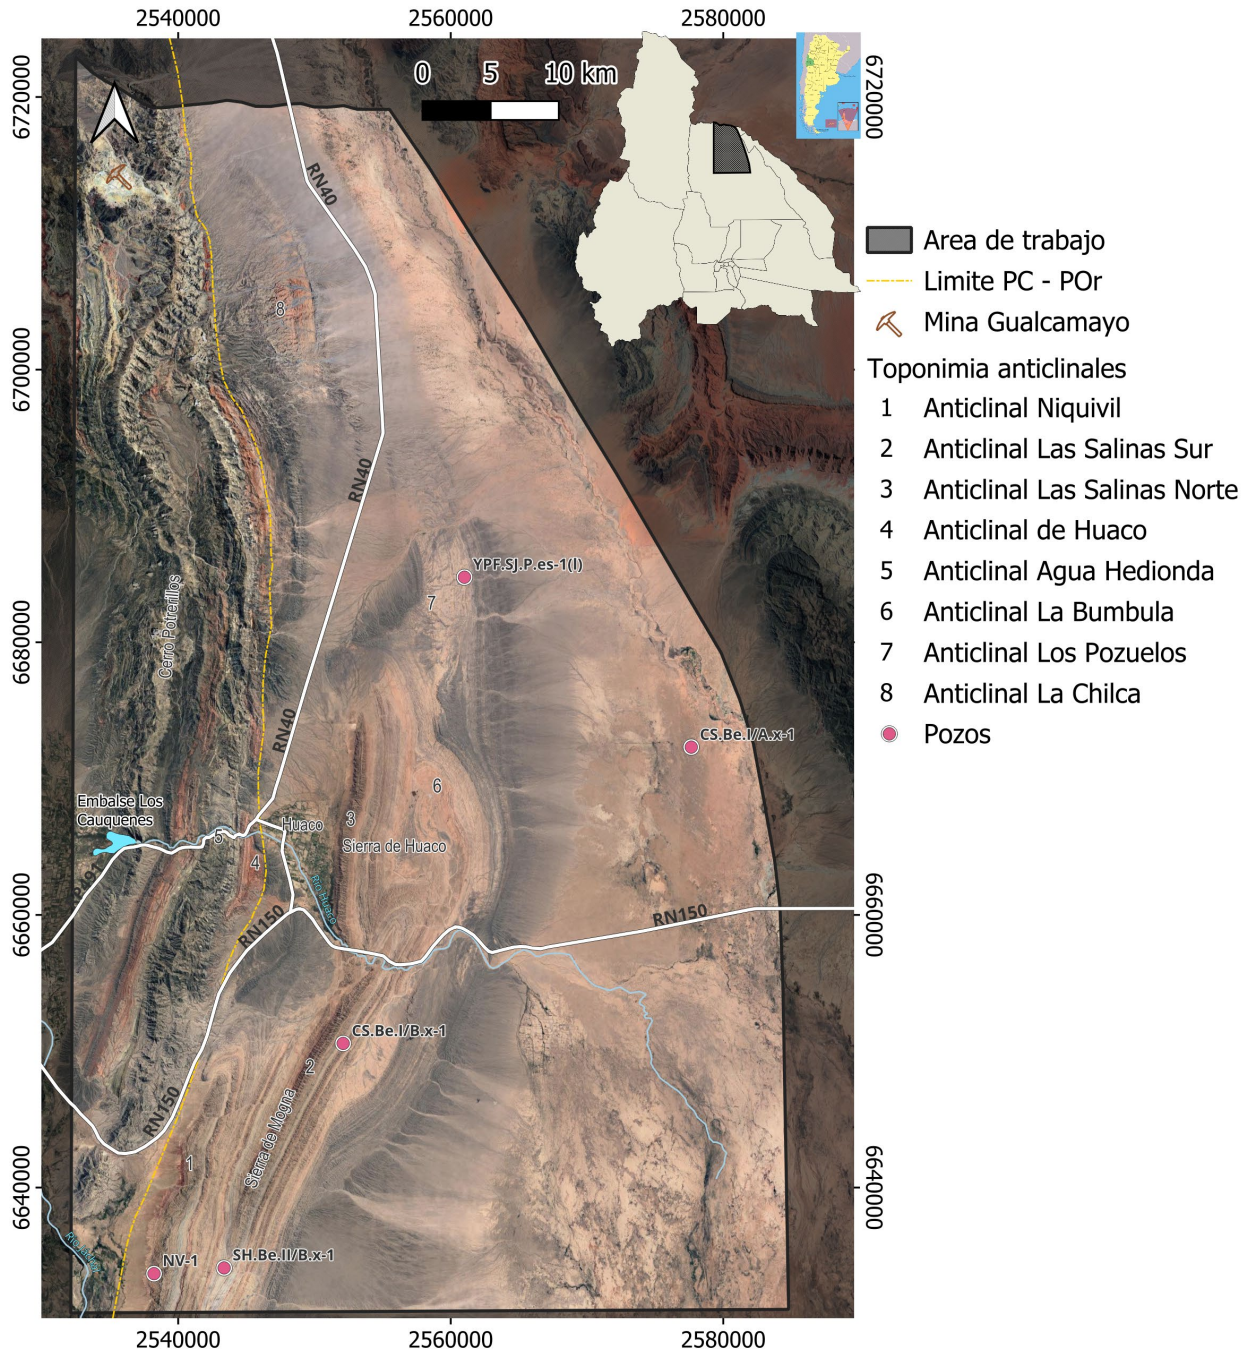 2540000
2560000
2580000
6720000
6700000
6680000
6660000
6640000
6720000
6660000
6640000
2540000
2560000
2580000
0 5 10 km
RN40
8
RN40
YPF.SJ.P.es-1(l)
7
Cerro Potrerillos
RN40
CS.Be.I/A.x-1
6
Embalse Los
Cauquenes
5
Huaco
3
Sierra de Huaco
4
Río Huaco
RN150
RN150
CS.Be.I/B.x-1
2
Sierra de Mogna
RN150
1
NV-1
SH.Be.II/B.x-1
Area de trabajo
Limite PC - POr
Mina Gualcamayo
Toponimia anticlinales
1 Anticlinal Niquivil
2 Anticlinal Las Salinas Sur
3 Anticlinal Las Salinas Norte
4 Anticlinal de Huaco
5 Anticlinal Agua Hedionda
6 Anticlinal La Bumbula
7 Anticlinal Los Pozuelos
8 Anticlinal La Chilca
Pozos